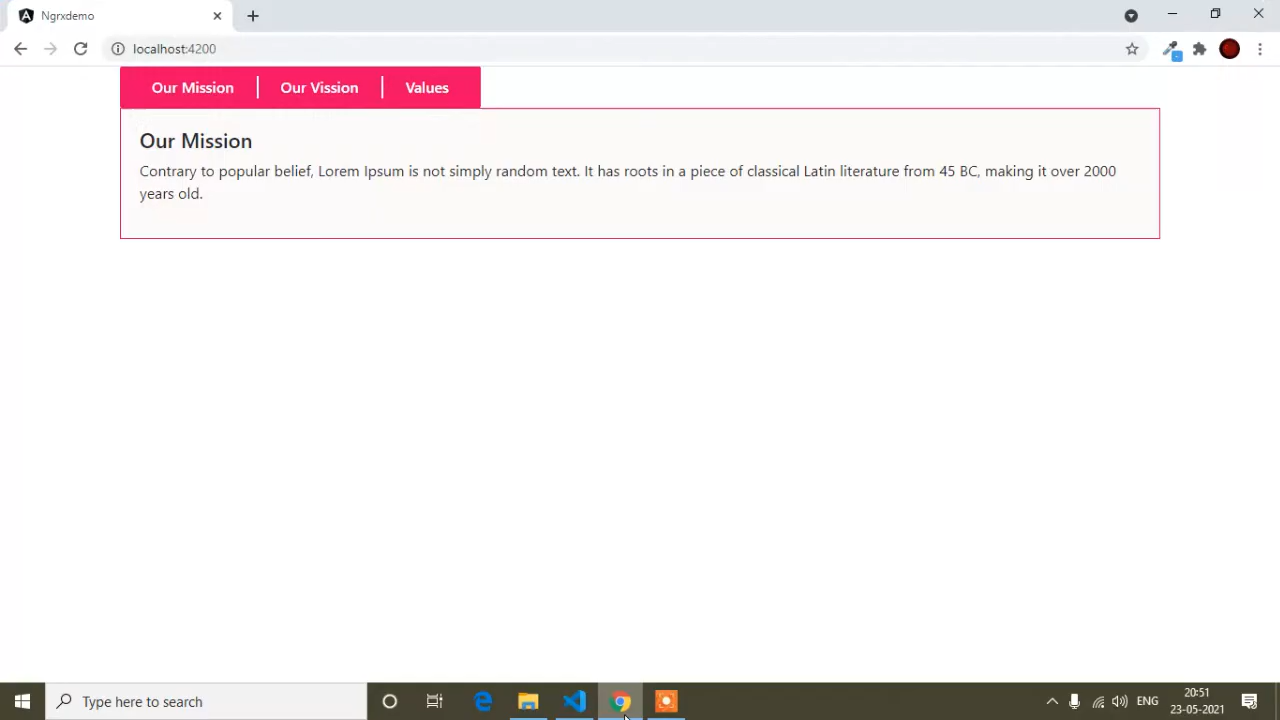 Ngrxdemo
localhost:4200
Our Mission
Our Vission
Values
Our Mission
Contrary to popular belief, Lorem Ipsum is not simply random text. It has roots in a piece of classical Latin literature from 45 BC, making it over 2000
years old.
Type here to search
ENG
20:51
23-05-2021